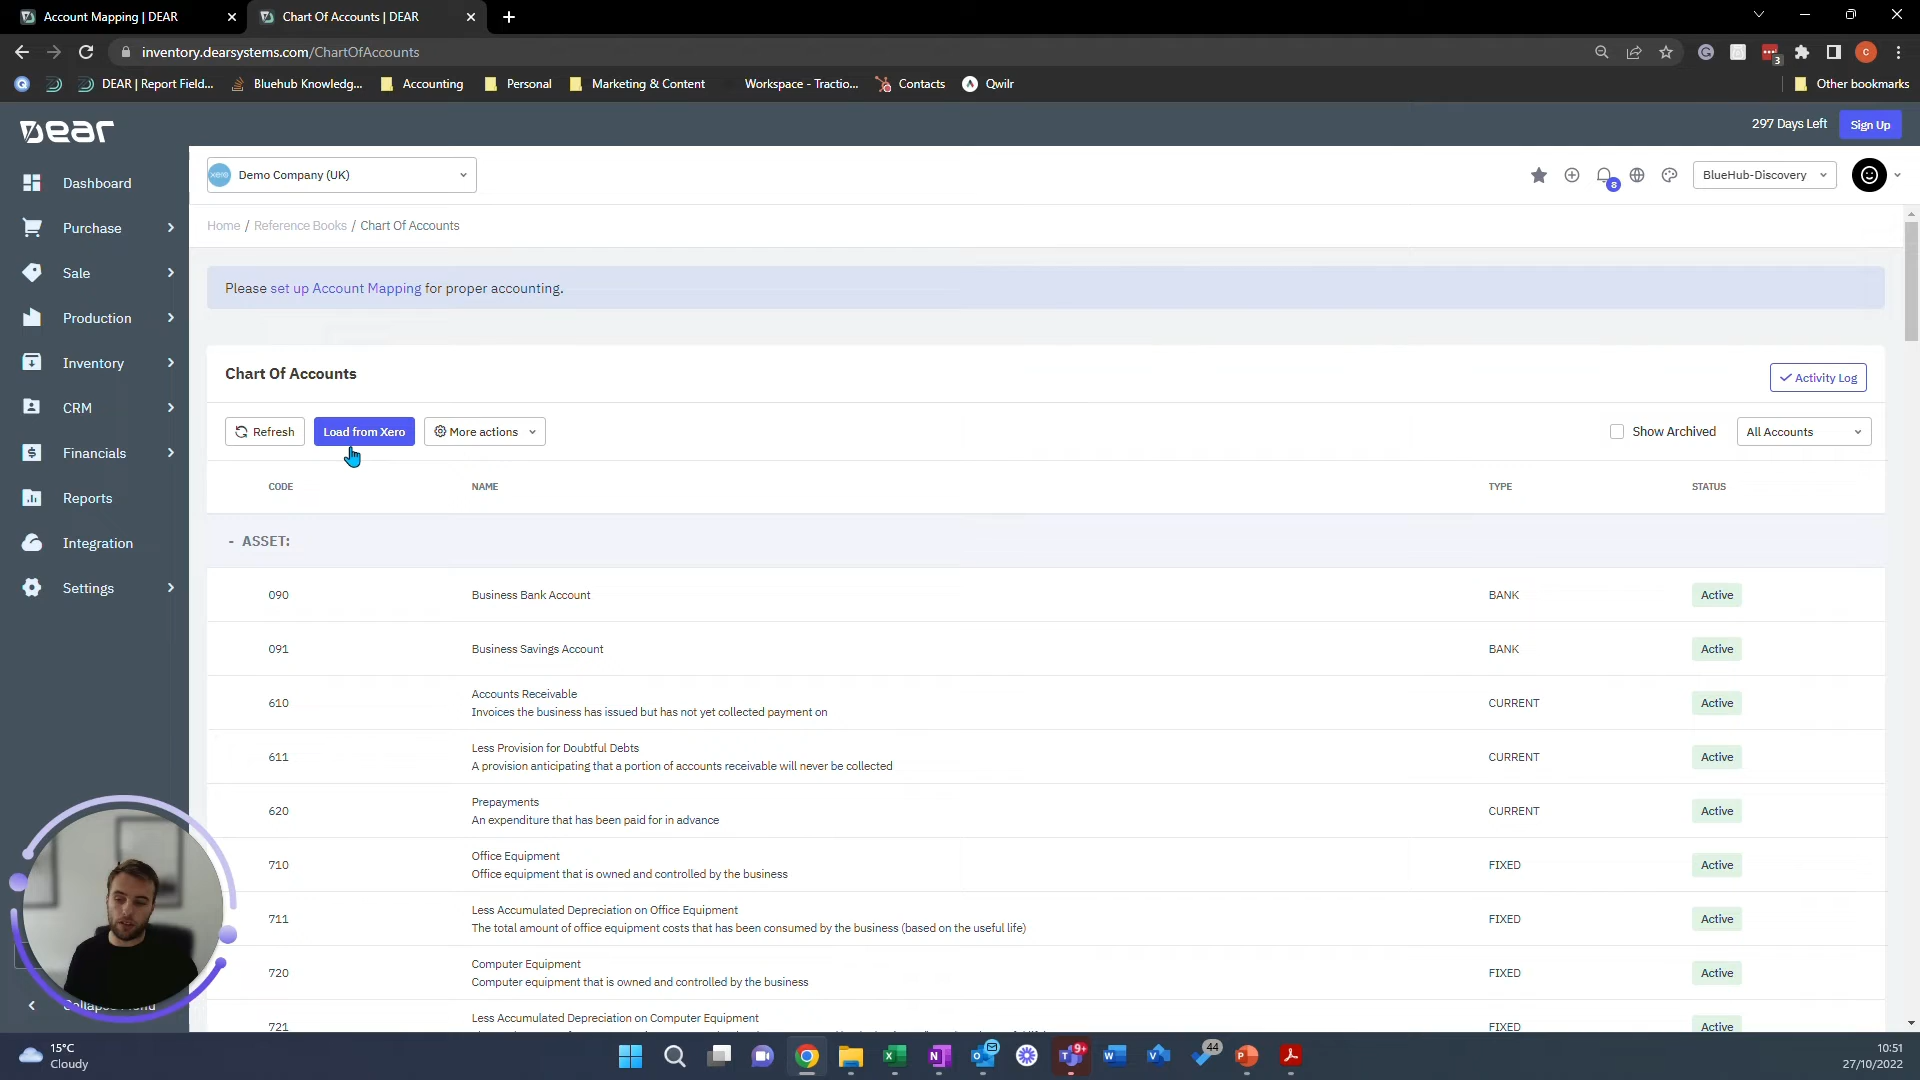 Account Mapping | DEAR
Chart Of Accounts | DEAR
inventory.dearsystems.com/ChartOfAccounts
3
C
DEAR | Report Field...
Bluehub Knowledg...
Accounting
Personal
Marketing & Content
Workspace - Tractio...
Contacts
Qwilr
Other bookmarks
Dear
297 Days Left
Sign Up
Dashboard
Purchase
Sale
Production
Inventory
CRM
Financials
Reports
Integration
Settings
xero
Demo Company (UK)
8
BlueHub-Discovery
Home / Reference Books / Chart Of Accounts
Please set up Account Mapping for proper accounting.
Chart Of Accounts
Activity Log
Refresh
Load from Xero
More actions
Show Archived
All Accounts
CODE NAME TYPE STATUS
- ASSET:
090 Business Bank Account BANK Active
091 Business Savings Account BANK Active
610 Accounts Receivable CURRENT Active
Invoices the business has issued but has not yet collected payment on
611 Less Provision for Doubtful Debts CURRENT Active
A provision anticipating that a portion of accounts receivable will never be collected
620 Prepayments CURRENT Active
An expenditure that has been paid for in advance
710 Office Equipment FIXED Active
Office equipment that is owned and controlled by the business
711 Less Accumulated Depreciation on Office Equipment FIXED Active
The total amount of office equipment costs that has been consumed by the business (based on the useful life)
720 Computer Equipment FIXED Active
Computer equipment that is owned and controlled by the business
721 Less Accumulated Depreciation on Computer Equipment FIXED Active
15°C
Cloudy
9+
44
10:51
27/10/2022